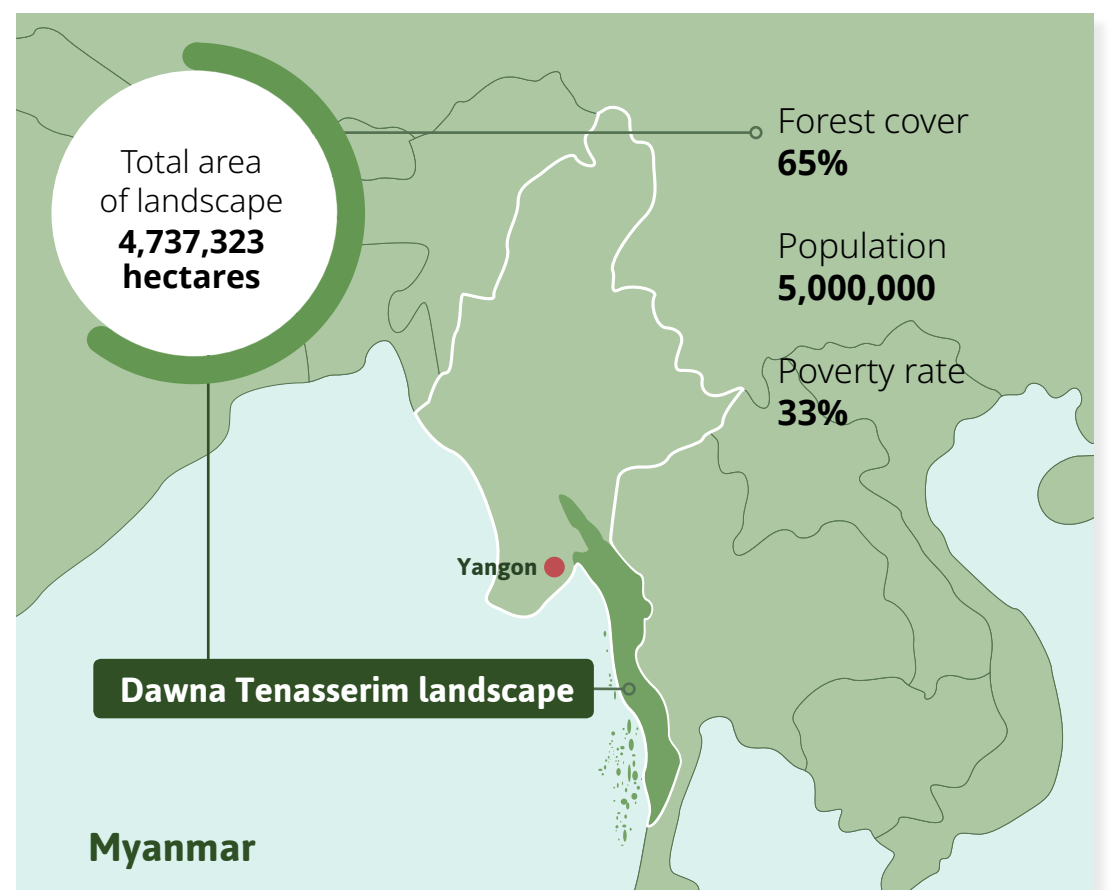 Total area
of landscape
4,737,323
hectares
Forest cover
65%
Population
5,000,000
Poverty rate
33%
Yangon
Dawna Tenasserim landscape
Myanmar